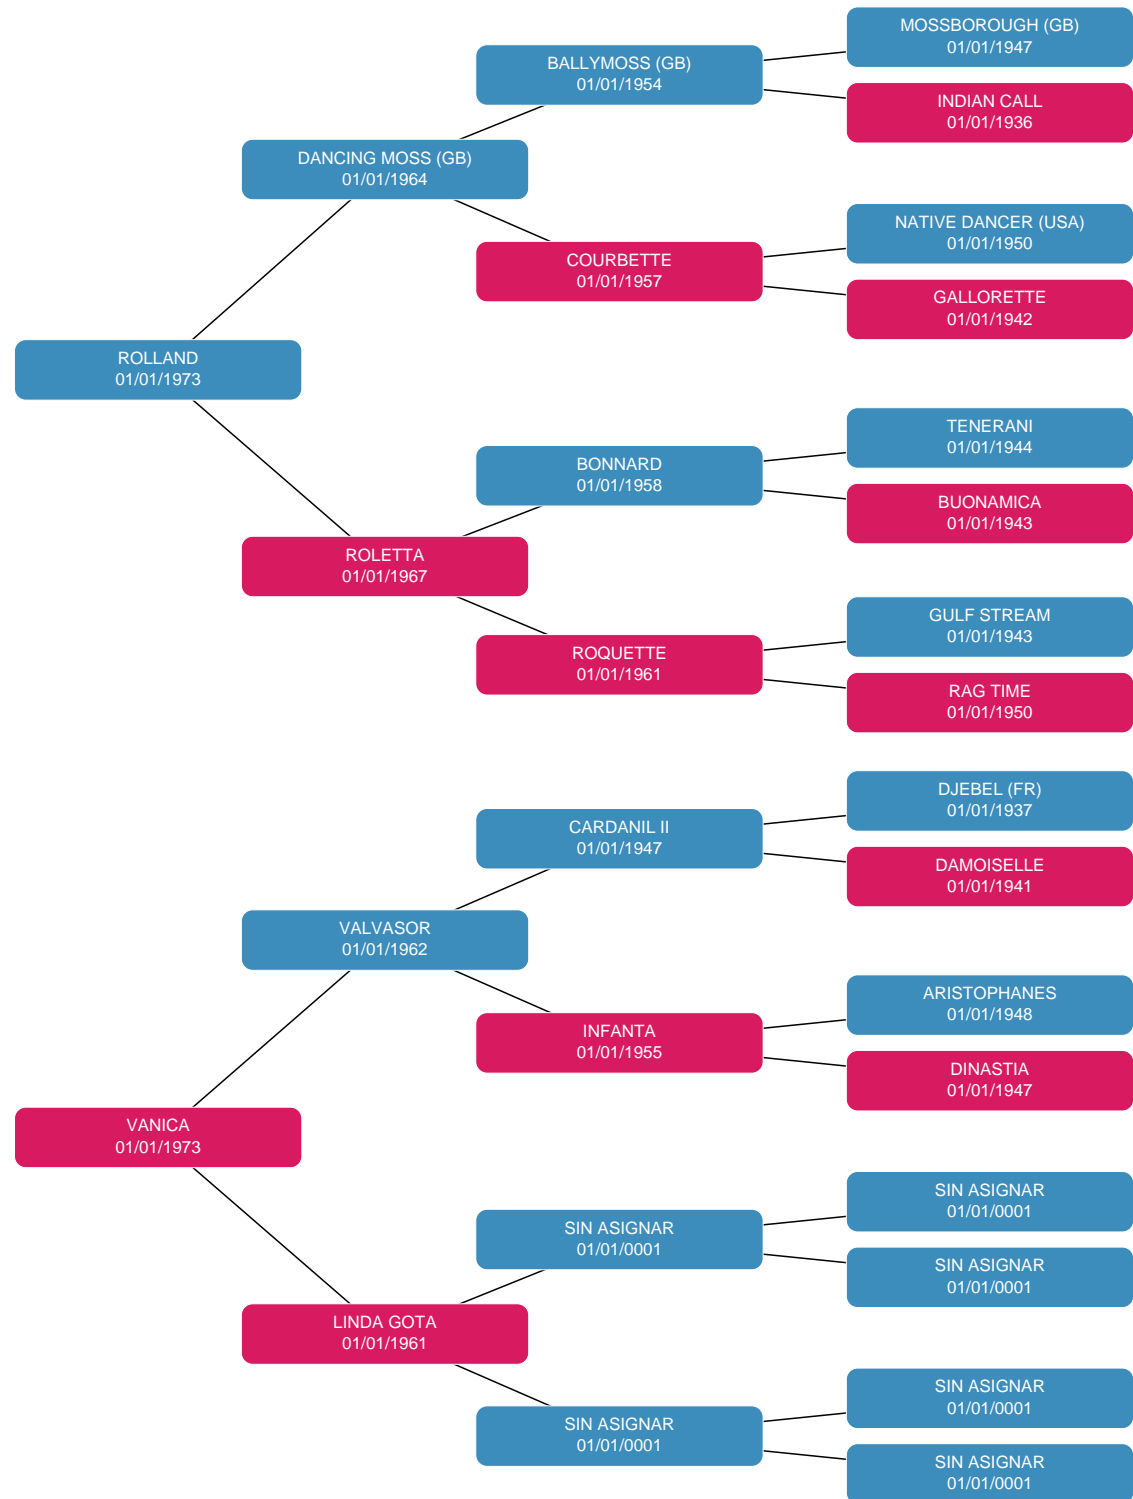 MOSSBOROUGH (GB)
01/01/1947
BALLYMOSS (GB)
01/01/1954
INDIAN CALL
01/01/1936
DANCING MOSS (GB)
01/01/1964
NATIVE DANCER (USA)
01/01/1950
COURBETTE
01/01/1957
GALLORETTE
01/01/1942
ROLLAND
01/01/1973
TENERANI
01/01/1944
BONNARD
01/01/1958
BUONAMICA
01/01/1943
ROLETTA
01/01/1967
GULF STREAM
01/01/1943
ROQUETTE
01/01/1961
RAG TIME
01/01/1950
DJEBEL (FR)
01/01/1937
CARDANIL II
01/01/1947
DAMOISELLE
01/01/1941
VALVASOR
01/01/1962
ARISTOPHANES
01/01/1948
INFANTA
01/01/1955
DINASTIA
01/01/1947
VANICA
01/01/1973
SIN ASIGNAR
01/01/0001
SIN ASIGNAR
01/01/0001
SIN ASIGNAR
01/01/0001
LINDA GOTA
01/01/1961
SIN ASIGNAR
01/01/0001
SIN ASIGNAR
01/01/0001
SIN ASIGNAR
01/01/0001